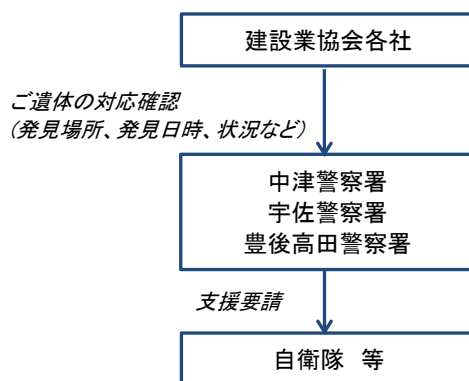 建設業協会各社
ご遺体の対応確認
(発見場所、発見日時、状況など)
中津警察署
宇佐警察署
豊後高田警察署
支援要請
自衛隊　等